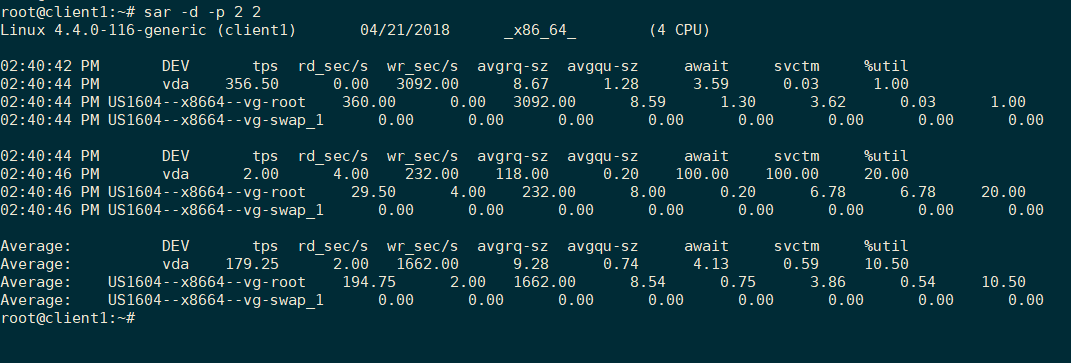 root@client1:~# sar -d -p 2 2
Linux 4.4.0-116-generic (client1)       04/21/2018      _x86_64_        (4 CPU)

02:40:42 PM       DEV       tps  rd_sec/s  wr_sec/s  avgrq-sz  avgqu-sz     await     svctm     %util
02:40:44 PM       vda    356.50      0.00   3092.00      8.67      1.28      3.59      0.03      1.00
02:40:44 PM US1604--x8664--vg-root    360.00      0.00   3092.00      8.59      1.30      3.62      0.03      1.00
02:40:44 PM US1604--x8664--vg-swap_1      0.00      0.00      0.00      0.00      0.00      0.00      0.00      0.00

02:40:44 PM       DEV       tps  rd_sec/s  wr_sec/s  avgrq-sz  avgqu-sz     await     svctm     %util
02:40:46 PM       vda      2.00      4.00    232.00    118.00      0.20    100.00    100.00     20.00
02:40:46 PM US1604--x8664--vg-root     29.50      4.00    232.00      8.00      0.20      6.78      6.78     20.00
02:40:46 PM US1604--x8664--vg-swap_1      0.00      0.00      0.00      0.00      0.00      0.00      0.00      0.00

Average:          DEV       tps  rd_sec/s  wr_sec/s  avgrq-sz  avgqu-sz     await     svctm     %util
Average:          vda    179.25      2.00   1662.00      9.28      0.74      4.13      0.59     10.50
Average:    US1604--x8664--vg-root    194.75      2.00   1662.00      8.54      0.75      3.86      0.54     10.50
Average:    US1604--x8664--vg-swap_1      0.00      0.00      0.00      0.00      0.00      0.00      0.00      0.00
root@client1:~#